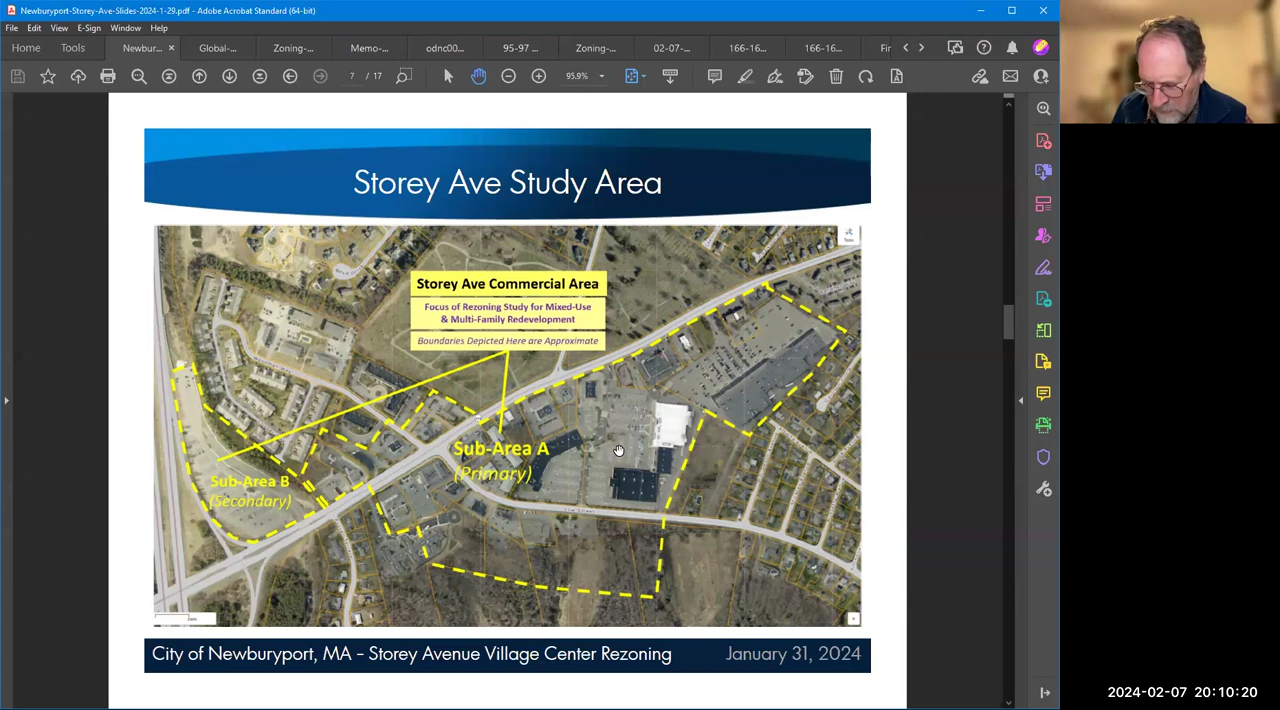 Newburyport-Storey-Ave-Slides-2024-1-29.pdf - Adobe Acrobat Standard (64-bit)
File Edit View E-Sign Window Help
Home Tools Newbur... × Global-... Zoning-... Memo-... odnc00... 95-97 ... Zoning-... 02-07-... 166-16... 166-16... Fir
7 / 17 95.9%
Storey Ave Study Area
Storey Ave Commercial Area
Focus of Rezoning Study for Mixed-Use
& Multi-Family Redevelopment
Boundaries Depicted Here are Approximate
Sub-Area A
(Primary)
Sub-Area B
(Secondary)
City of Newburyport, MA – Storey Avenue Village Center Rezoning January 31, 2024
2024-02-07 20:10:20